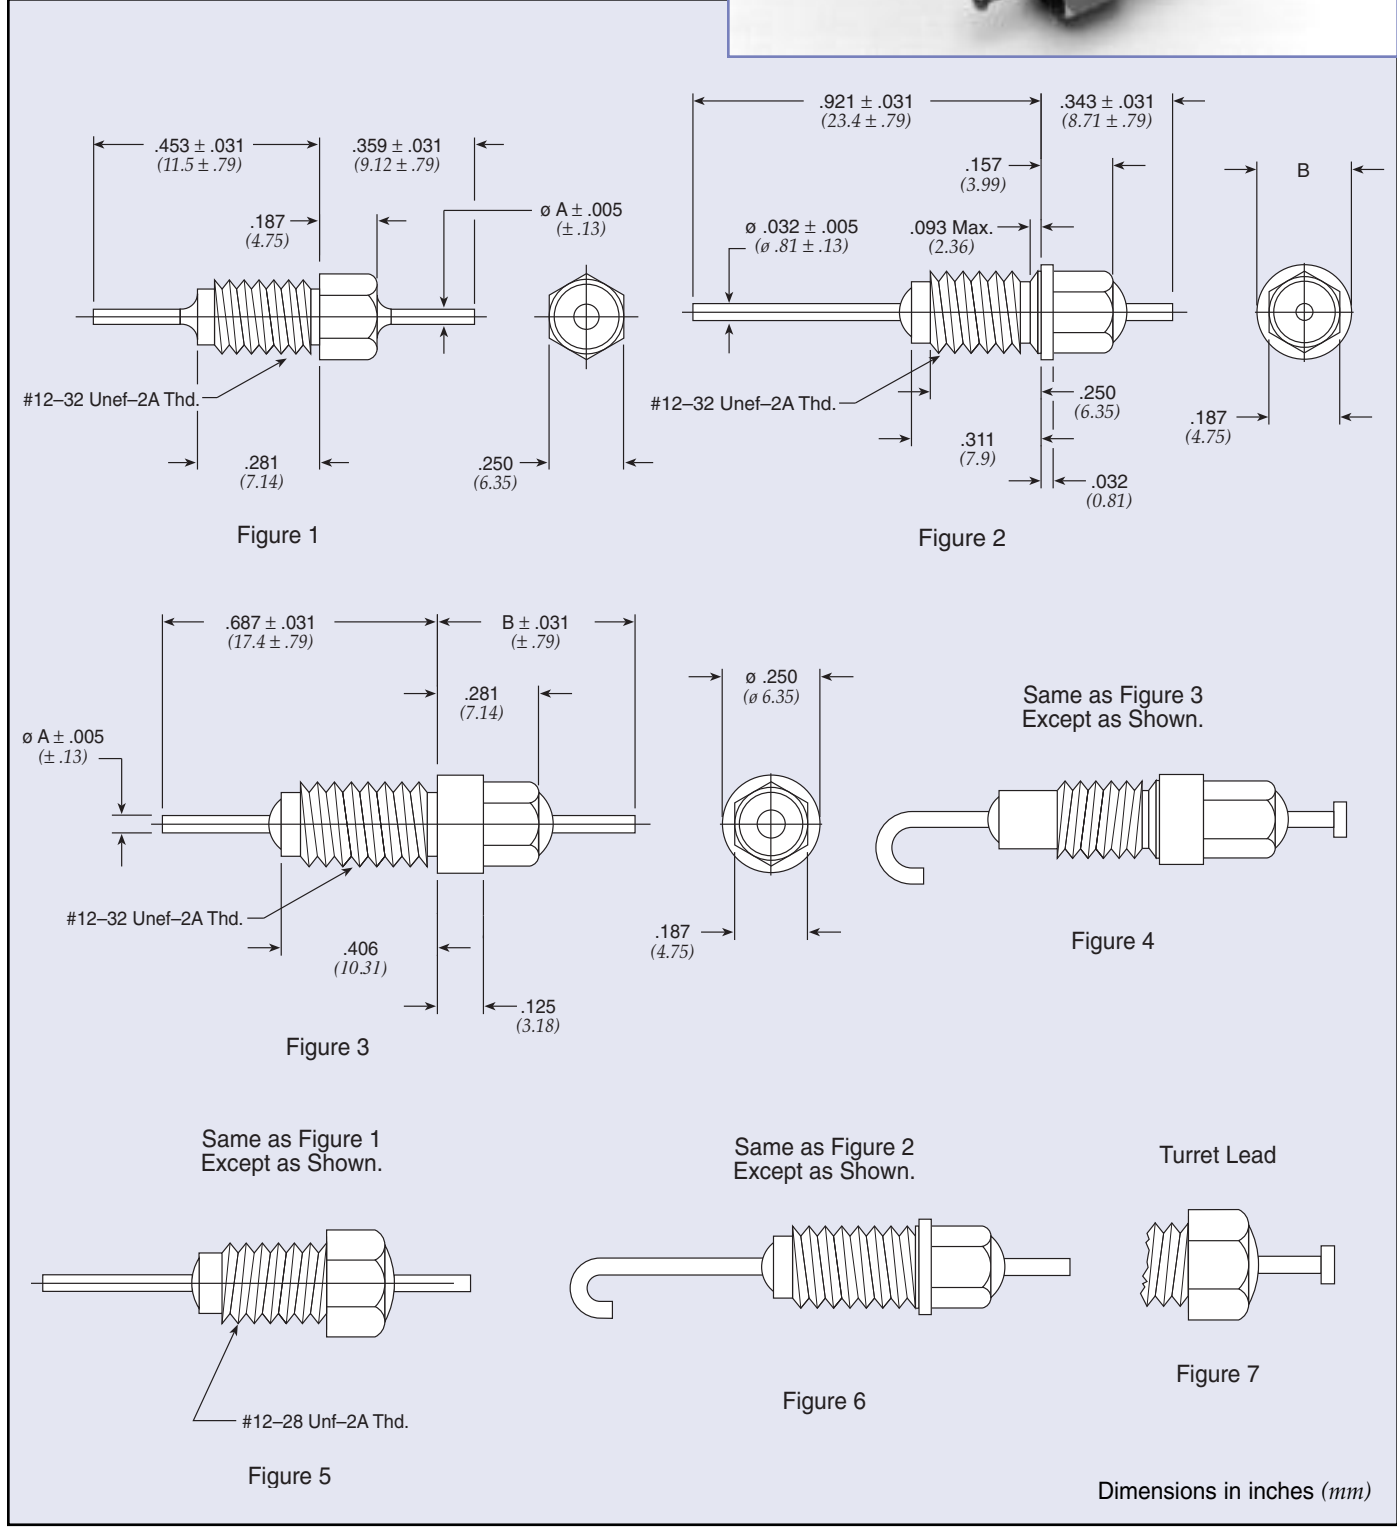 .453 ± .031
(11.5 ± .79)
.359 ± .031
(9.12 ± .79)
.187
(4.75)
ø A ± .005
(± .13)
#12–32 Unef–2A Thd.
.281
(7.14)
.250
(6.35)
Figure 1
.921 ± .031
(23.4 ± .79)
.343 ± .031
(8.71 ± .79)
.157
(3.99)
B
ø .032 ± .005
(ø .81 ± .13)
.093 Max.
(2.36)
#12–32 Unef–2A Thd.
.250
(6.35)
.311
(7.9)
.187
(4.75)
.032
(0.81)
Figure 2
.687 ± .031
(17.4 ± .79)
B ± .031
(± .79)
.281
(7.14)
ø .250
(ø 6.35)
ø A ± .005
(± .13)
#12–32 Unef–2A Thd.
.406
(10.31)
.187
(4.75)
.125
(3.18)
Figure 3
Same as Figure 3
Except as Shown.
Figure 4
Same as Figure 1
Except as Shown.
#12–28 Unf–2A Thd.
Figure 5
Same as Figure 2
Except as Shown.
Figure 6
Turret Lead
Figure 7
Dimensions in inches (mm)